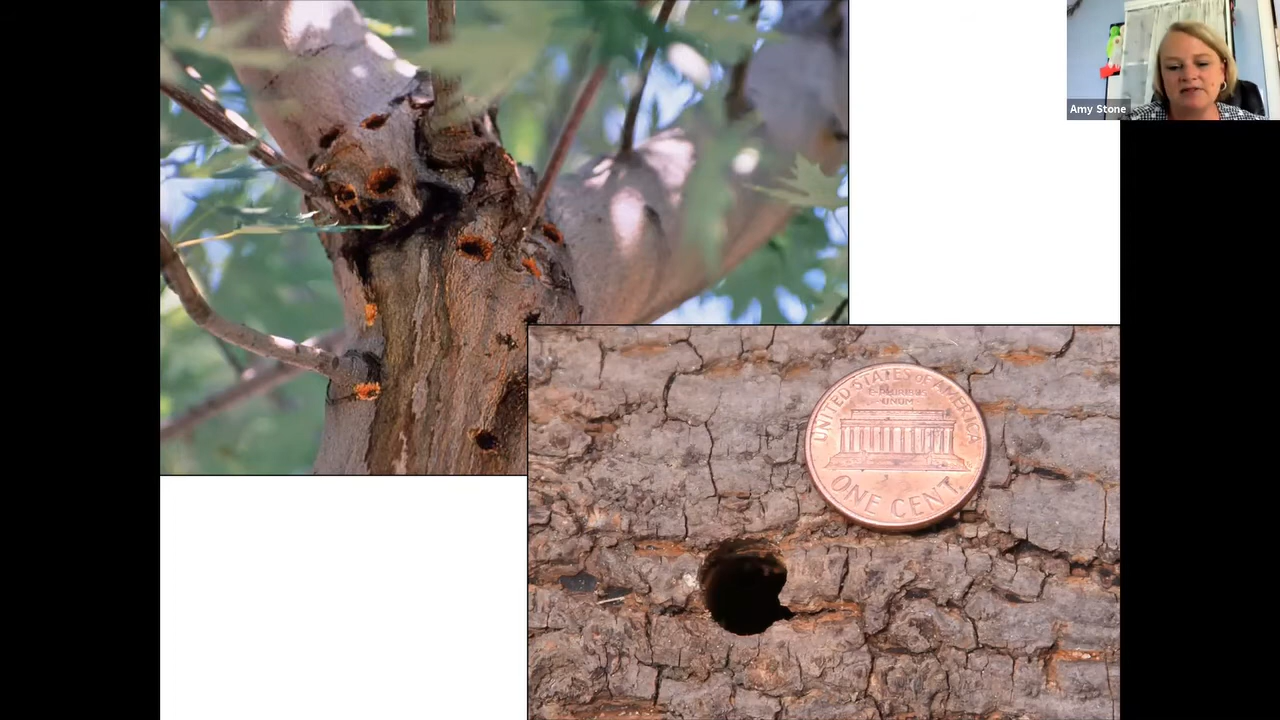 Amy Stone
UNITED STATES OF AMERICA
E·PLURIBUS
UNUM
ONE CENT